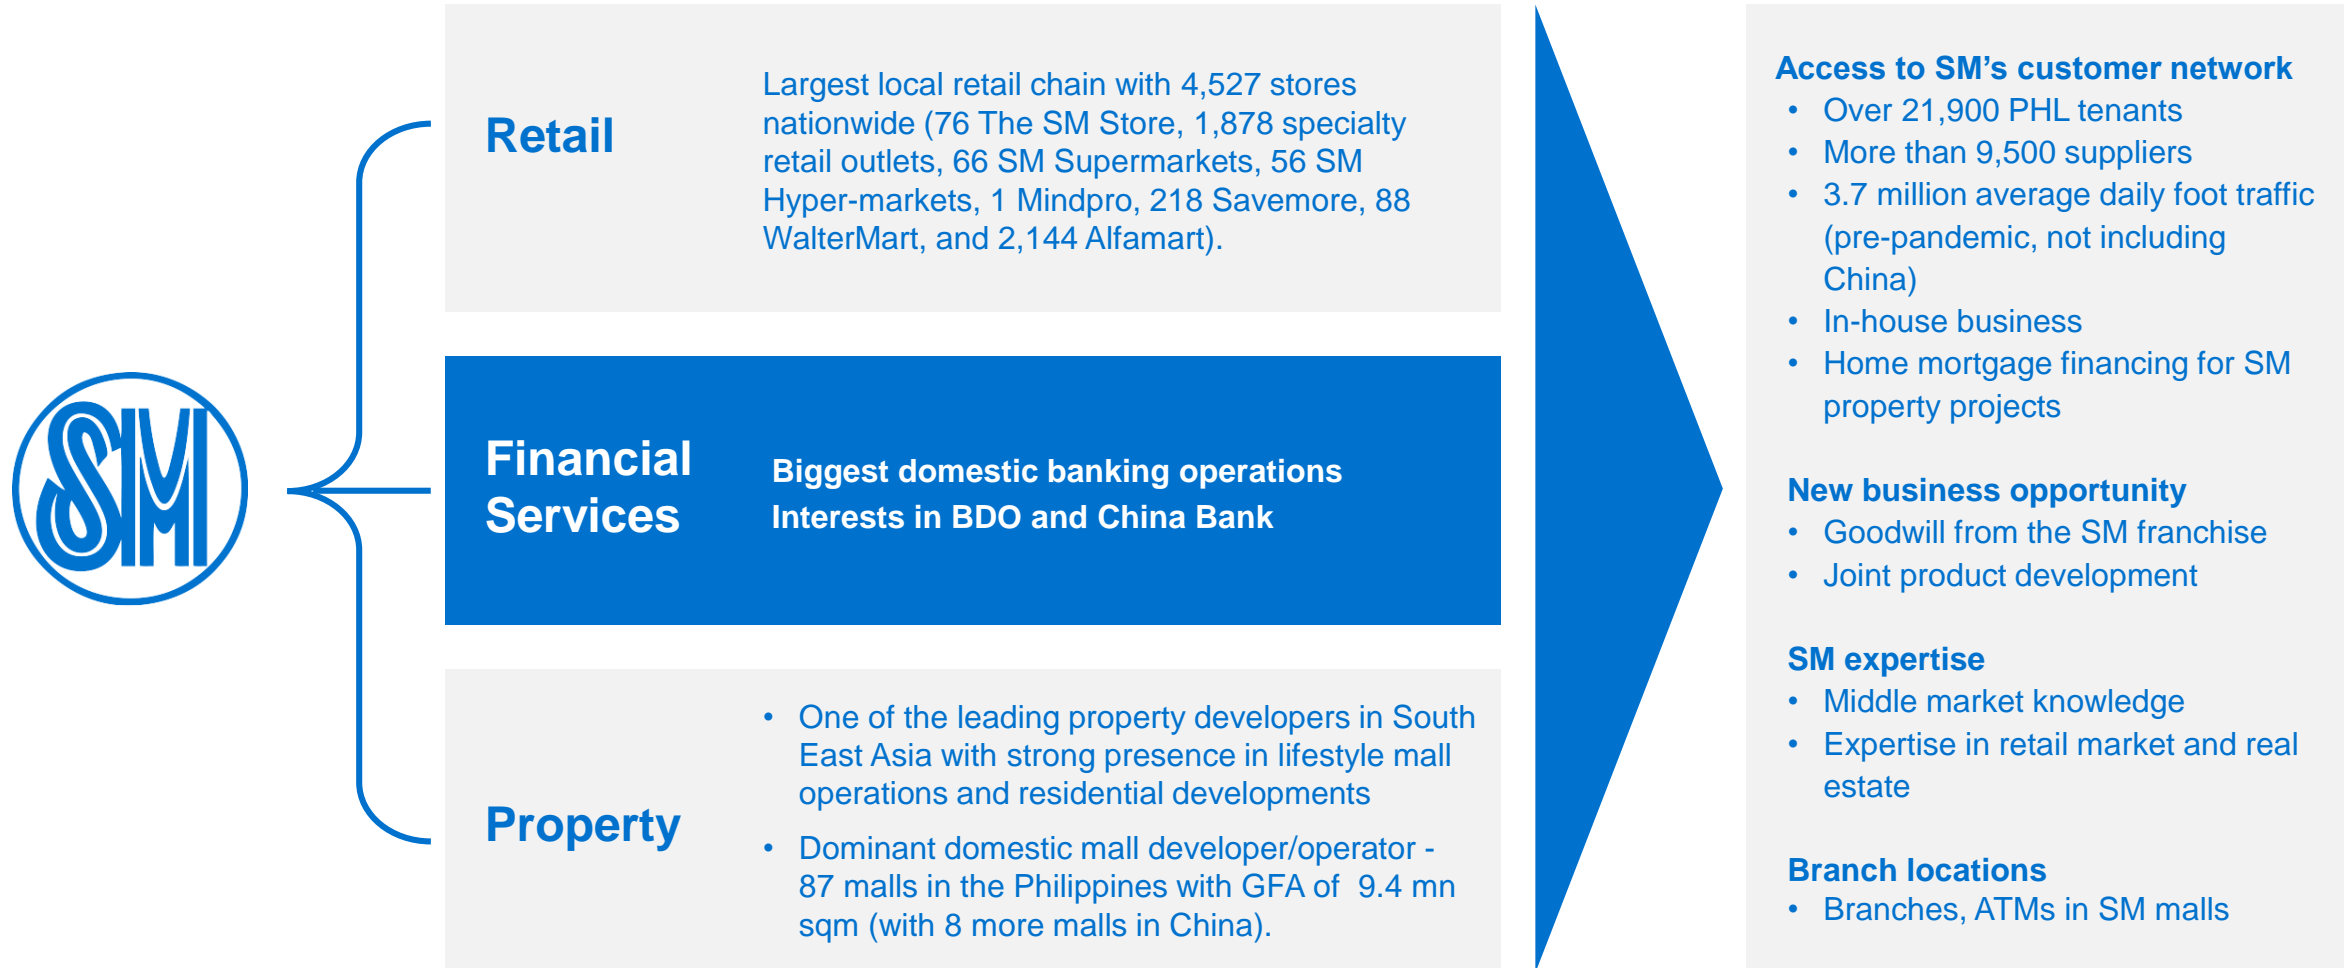 SM
Retail
Largest local retail chain with 4,527 stores
nationwide (76 The SM Store, 1,878 specialty
retail outlets, 66 SM Supermarkets, 56 SM
Hyper-markets, 1 Mindpro, 218 Savemore, 88
WalterMart, and 2,144 Alfamart).
Financial
Services
Biggest domestic banking operations
Interests in BDO and China Bank
Property
• One of the leading property developers in South
East Asia with strong presence in lifestyle mall
operations and residential developments
• Dominant domestic mall developer/operator -
87 malls in the Philippines with GFA of 9.4 mn
sqm (with 8 more malls in China).
Access to SM’s customer network
• Over 21,900 PHL tenants
• More than 9,500 suppliers
• 3.7 million average daily foot traffic
(pre-pandemic, not including
China)
• In-house business
• Home mortgage financing for SM
property projects
New business opportunity
• Goodwill from the SM franchise
• Joint product development
SM expertise
• Middle market knowledge
• Expertise in retail market and real
estate
Branch locations
• Branches, ATMs in SM malls